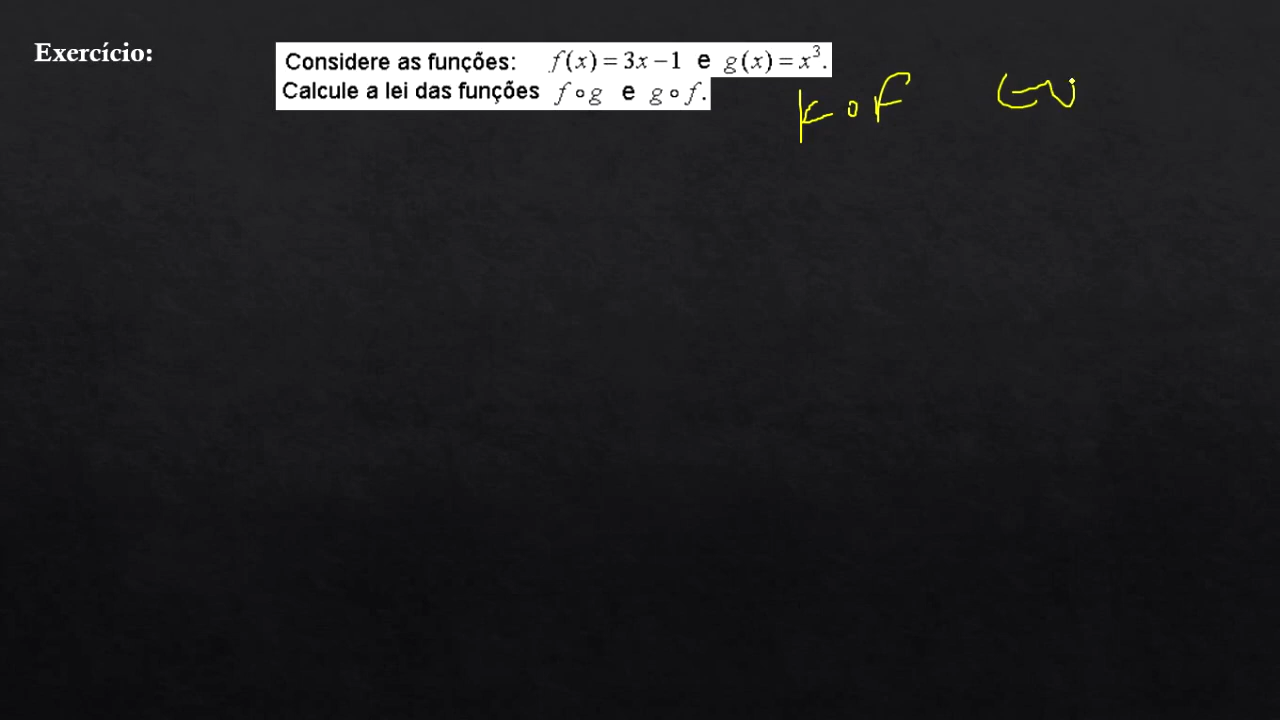 Exercício:
Considere as funções: f(x) = 3x − 1 e g(x) = x³.
Calcule a lei das funções f ∘ g e g ∘ f.